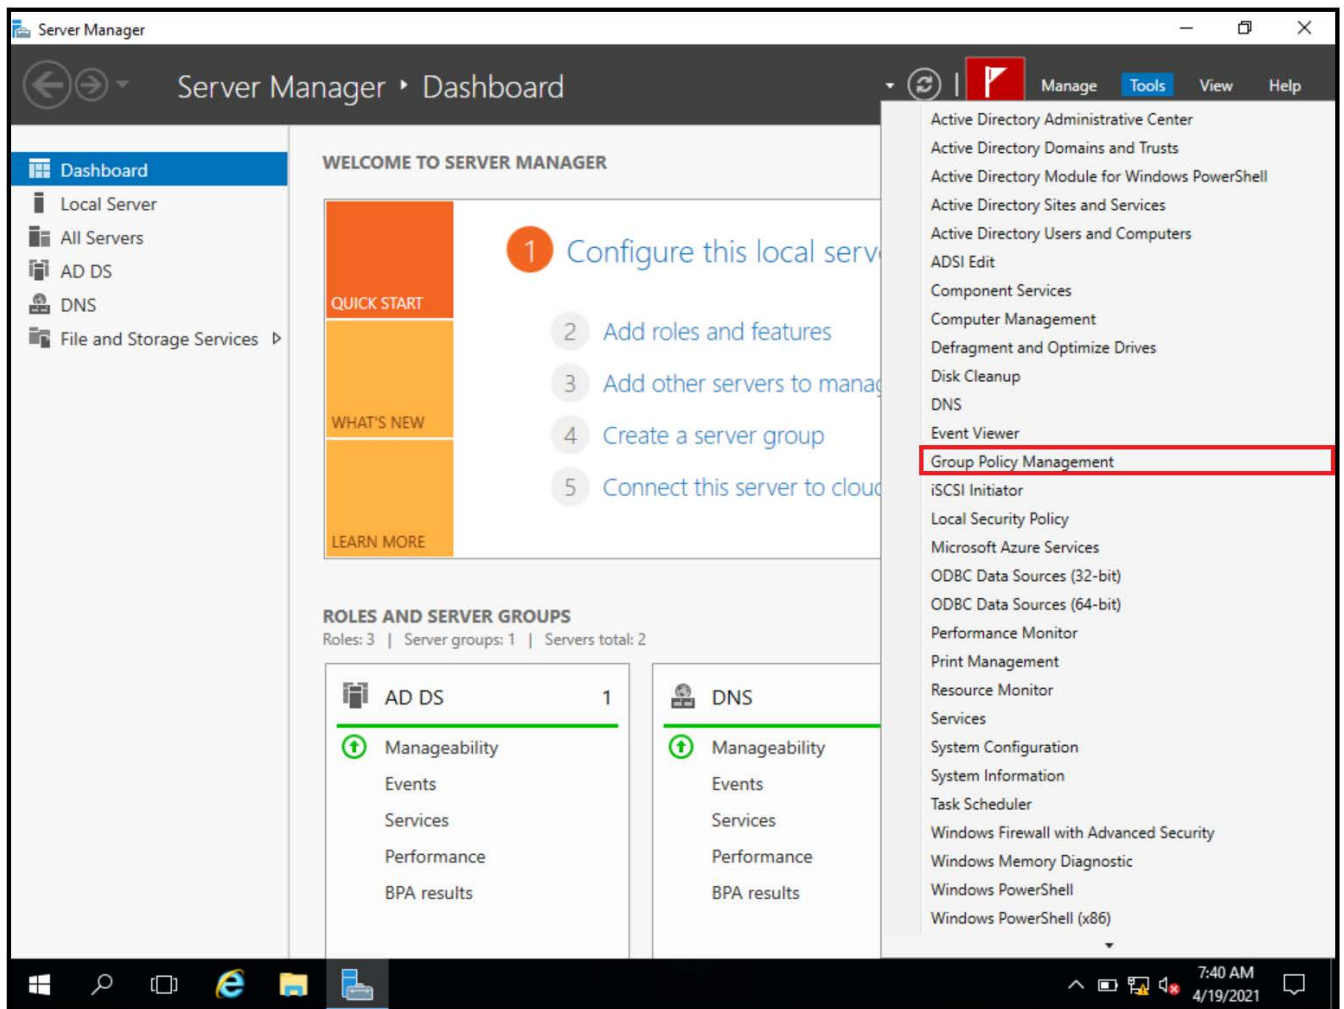 Server Manager
Server Manager ‣ Dashboard
Manage Tools View Help
Dashboard
Local Server
All Servers
AD DS
DNS
File and Storage Services
WELCOME TO SERVER MANAGER
QUICK START
WHAT'S NEW
LEARN MORE
1 Configure this local serv
2 Add roles and features
3 Add other servers to manag
4 Create a server group
5 Connect this server to cloud
ROLES AND SERVER GROUPS
Roles: 3 | Server groups: 1 | Servers total: 2
AD DS 1
Manageability
Events
Services
Performance
BPA results
DNS
Manageability
Events
Services
Performance
BPA results
Active Directory Administrative Center
Active Directory Domains and Trusts
Active Directory Module for Windows PowerShell
Active Directory Sites and Services
Active Directory Users and Computers
ADSI Edit
Component Services
Computer Management
Defragment and Optimize Drives
Disk Cleanup
DNS
Event Viewer
Group Policy Management
iSCSI Initiator
Local Security Policy
Microsoft Azure Services
ODBC Data Sources (32-bit)
ODBC Data Sources (64-bit)
Performance Monitor
Print Management
Resource Monitor
Services
System Configuration
System Information
Task Scheduler
Windows Firewall with Advanced Security
Windows Memory Diagnostic
Windows PowerShell
Windows PowerShell (x86)
7:40 AM
4/19/2021